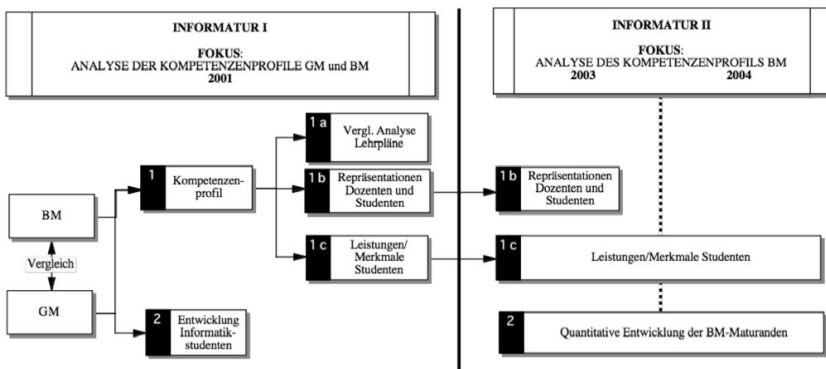 INFORMATUR I
FOKUS:
ANALYSE DER KOMPETENZENPROFILE GM und BM
2001
INFORMATUR II
FOKUS:
ANALYSE DES KOMPETENZENPROFILS BM
2003 2004
1 a
Vergl. Analyse
Lehrpläne
1
Kompetenzen-
profil
1 b
Repräsentationen
Dozenten und
Studenten
1 b
Repräsentationen
Dozenten und
Studenten
BM
Vergleich
GM
1 c
Leistungen/
Merkmale
Studenten
1 c
Leistungen/Merkmale Studenten
2
Entwicklung
Informatik-
studenten
2
Quantitative Entwicklung der BM-Maturanden